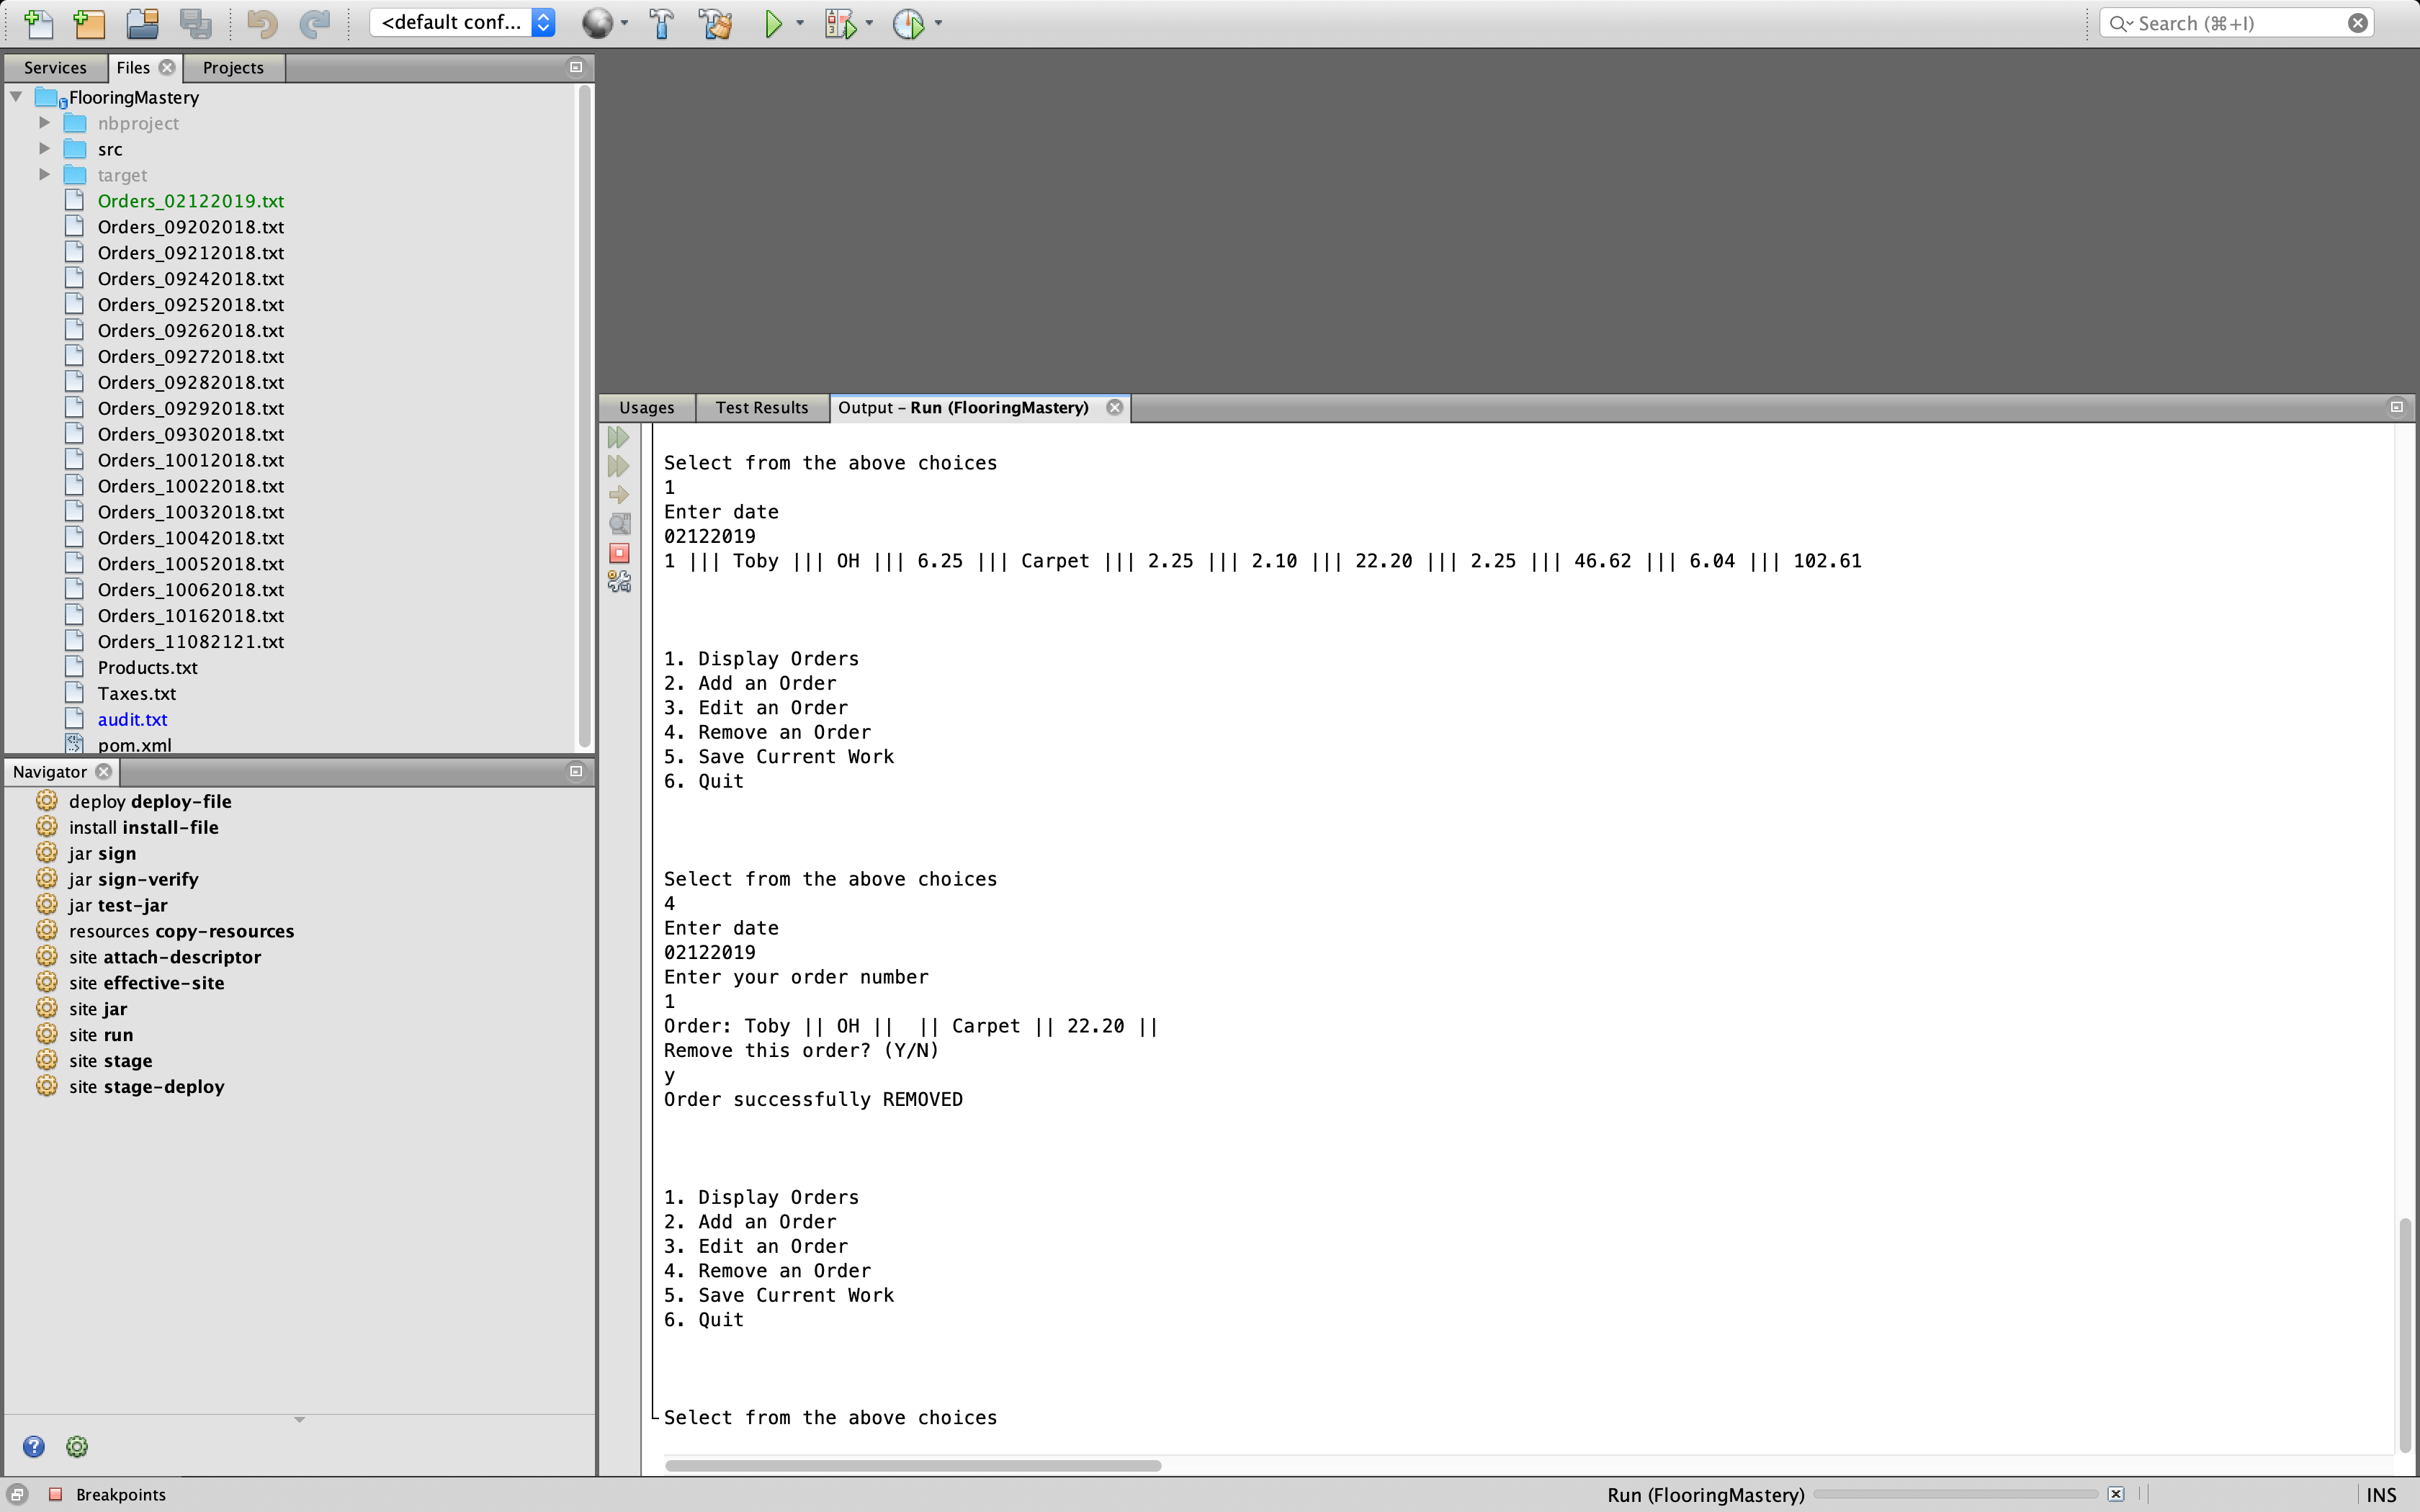 <default conf...
Search (⌘+I)
Services
Files
Projects
FlooringMastery
nbproject
src
target
Orders_02122019.txt
Orders_09202018.txt
Orders_09212018.txt
Orders_09242018.txt
Orders_09252018.txt
Orders_09262018.txt
Orders_09272018.txt
Orders_09282018.txt
Orders_09292018.txt
Orders_09302018.txt
Orders_10012018.txt
Orders_10022018.txt
Orders_10032018.txt
Orders_10042018.txt
Orders_10052018.txt
Orders_10062018.txt
Orders_10162018.txt
Orders_11082121.txt
Products.txt
Taxes.txt
audit.txt
pom.xml
Navigator
deploy deploy-file
install install-file
jar sign
jar sign-verify
jar test-jar
resources copy-resources
site attach-descriptor
site effective-site
site jar
site run
site stage
site stage-deploy
Usages
Test Results
Output – Run (FlooringMastery)
Select from the above choices
1
Enter date
02122019
1 ||| Toby ||| OH ||| 6.25 ||| Carpet ||| 2.25 ||| 2.10 ||| 22.20 ||| 2.25 ||| 46.62 ||| 6.04 ||| 102.61
1. Display Orders
2. Add an Order
3. Edit an Order
4. Remove an Order
5. Save Current Work
6. Quit
Select from the above choices
4
Enter date
02122019
Enter your order number
1
Order: Toby || OH ||  || Carpet || 22.20 ||
Remove this order? (Y/N)
y
Order successfully REMOVED
1. Display Orders
2. Add an Order
3. Edit an Order
4. Remove an Order
5. Save Current Work
6. Quit
Select from the above choices
Breakpoints
Run (FlooringMastery)
INS